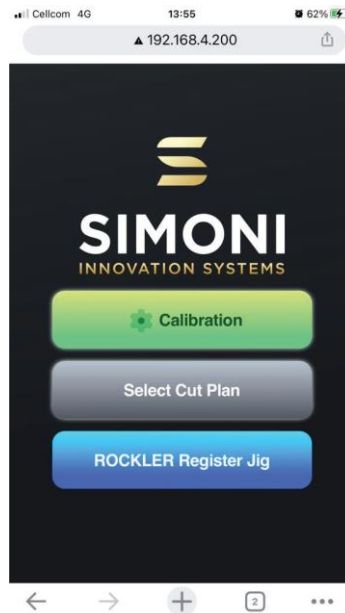 Cellcom 4G 13:55 62%
192.168.4.200
SIMONI
INNOVATION SYSTEMS
Calibration
Select Cut Plan
ROCKLER Register Jig
2